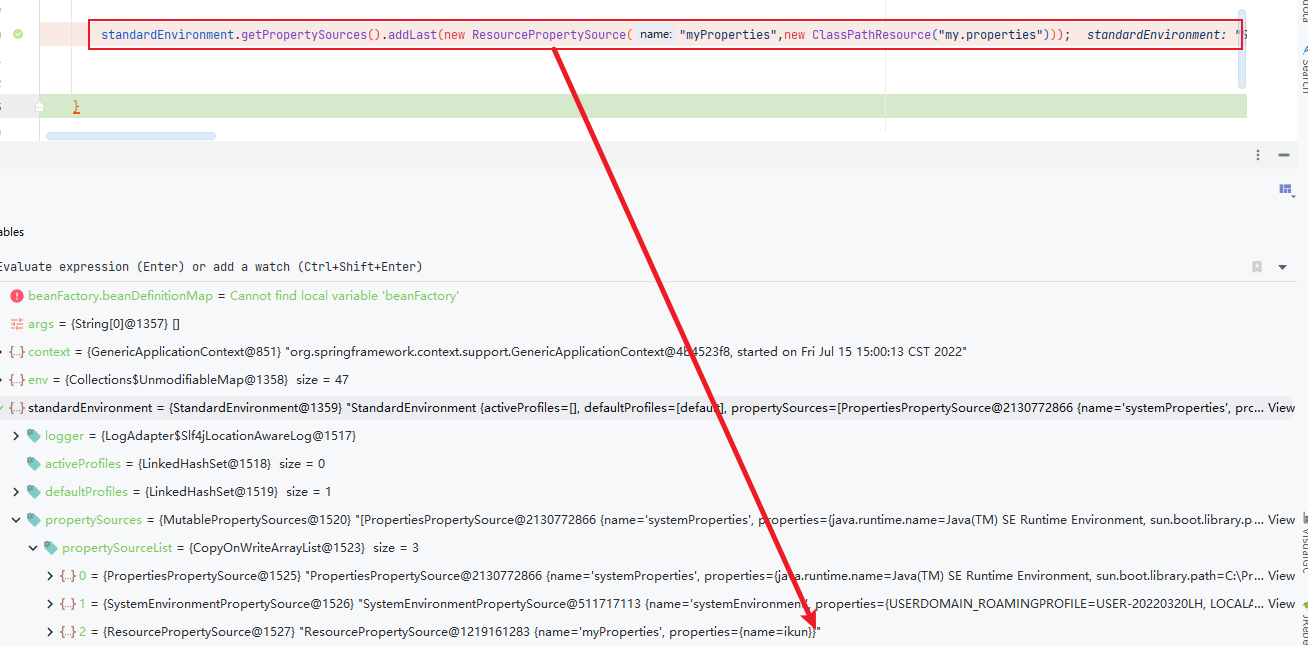 standardEnvironment.getPropertySources().addLast(new ResourcePropertySource( name: "myProperties",new ClassPathResource("my.properties"))); standardEnvironment: "S
}
ables
Evaluate expression (Enter) or add a watch (Ctrl+Shift+Enter)
beanFactory.beanDefinitionMap = Cannot find local variable 'beanFactory'
args = {String[0]@1357} []
{..} context = {GenericApplicationContext@851} "org.springframework.context.support.GenericApplicationContext@4b4523f8, started on Fri Jul 15 15:00:13 CST 2022"
{..} env = {Collections$UnmodifiableMap@1358} size = 47
{..} standardEnvironment = {StandardEnvironment@1359} "StandardEnvironment {activeProfiles=[], defaultProfiles=[default], propertySources=[PropertiesPropertySource@2130772866 {name='systemProperties', prc... View
logger = {LogAdapter$Slf4jLocationAwareLog@1517}
activeProfiles = {LinkedHashSet@1518} size = 0
defaultProfiles = {LinkedHashSet@1519} size = 1
propertySources = {MutablePropertySources@1520} "[PropertiesPropertySource@2130772866 {name='systemProperties', properties={java.runtime.name=Java(TM) SE Runtime Environment, sun.boot.library.p... View
propertySourceList = {CopyOnWriteArrayList@1523} size = 3
{..} 0 = {PropertiesPropertySource@1525} "PropertiesPropertySource@2130772866 {name='systemProperties', properties={java.runtime.name=Java(TM) SE Runtime Environment, sun.boot.library.path=C:\Pr... View
{..} 1 = {SystemEnvironmentPropertySource@1526} "SystemEnvironmentPropertySource@511717113 {name='systemEnvironment', properties={USERDOMAIN_ROAMINGPROFILE=USER-20220320LH, LOCALA... View
{..} 2 = {ResourcePropertySource@1527} "ResourcePropertySource@1219161283 {name='myProperties', properties={name=ikun}}"
Search
VisualGC